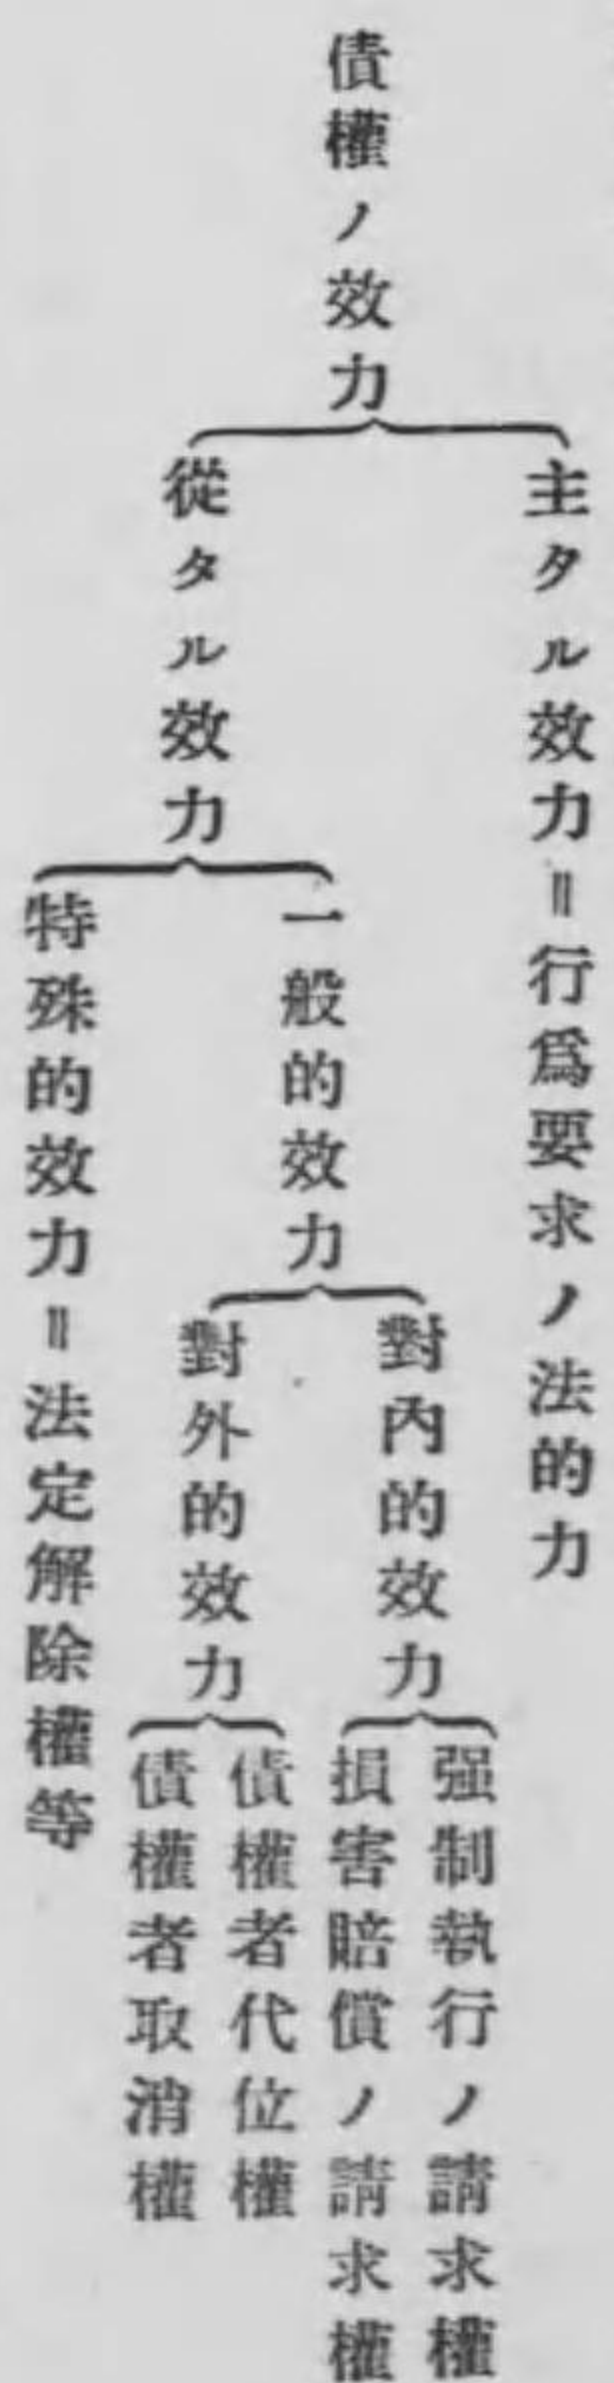 債權ノ效力
主タル效力=行爲要求ノ法的力
從タル效力
一般的效力
對內的效力
强制執行ノ請求權
損害賠償ノ請求權
對外的效力
債權者代位權
債權者取消權
特殊的效力=法定解除權等